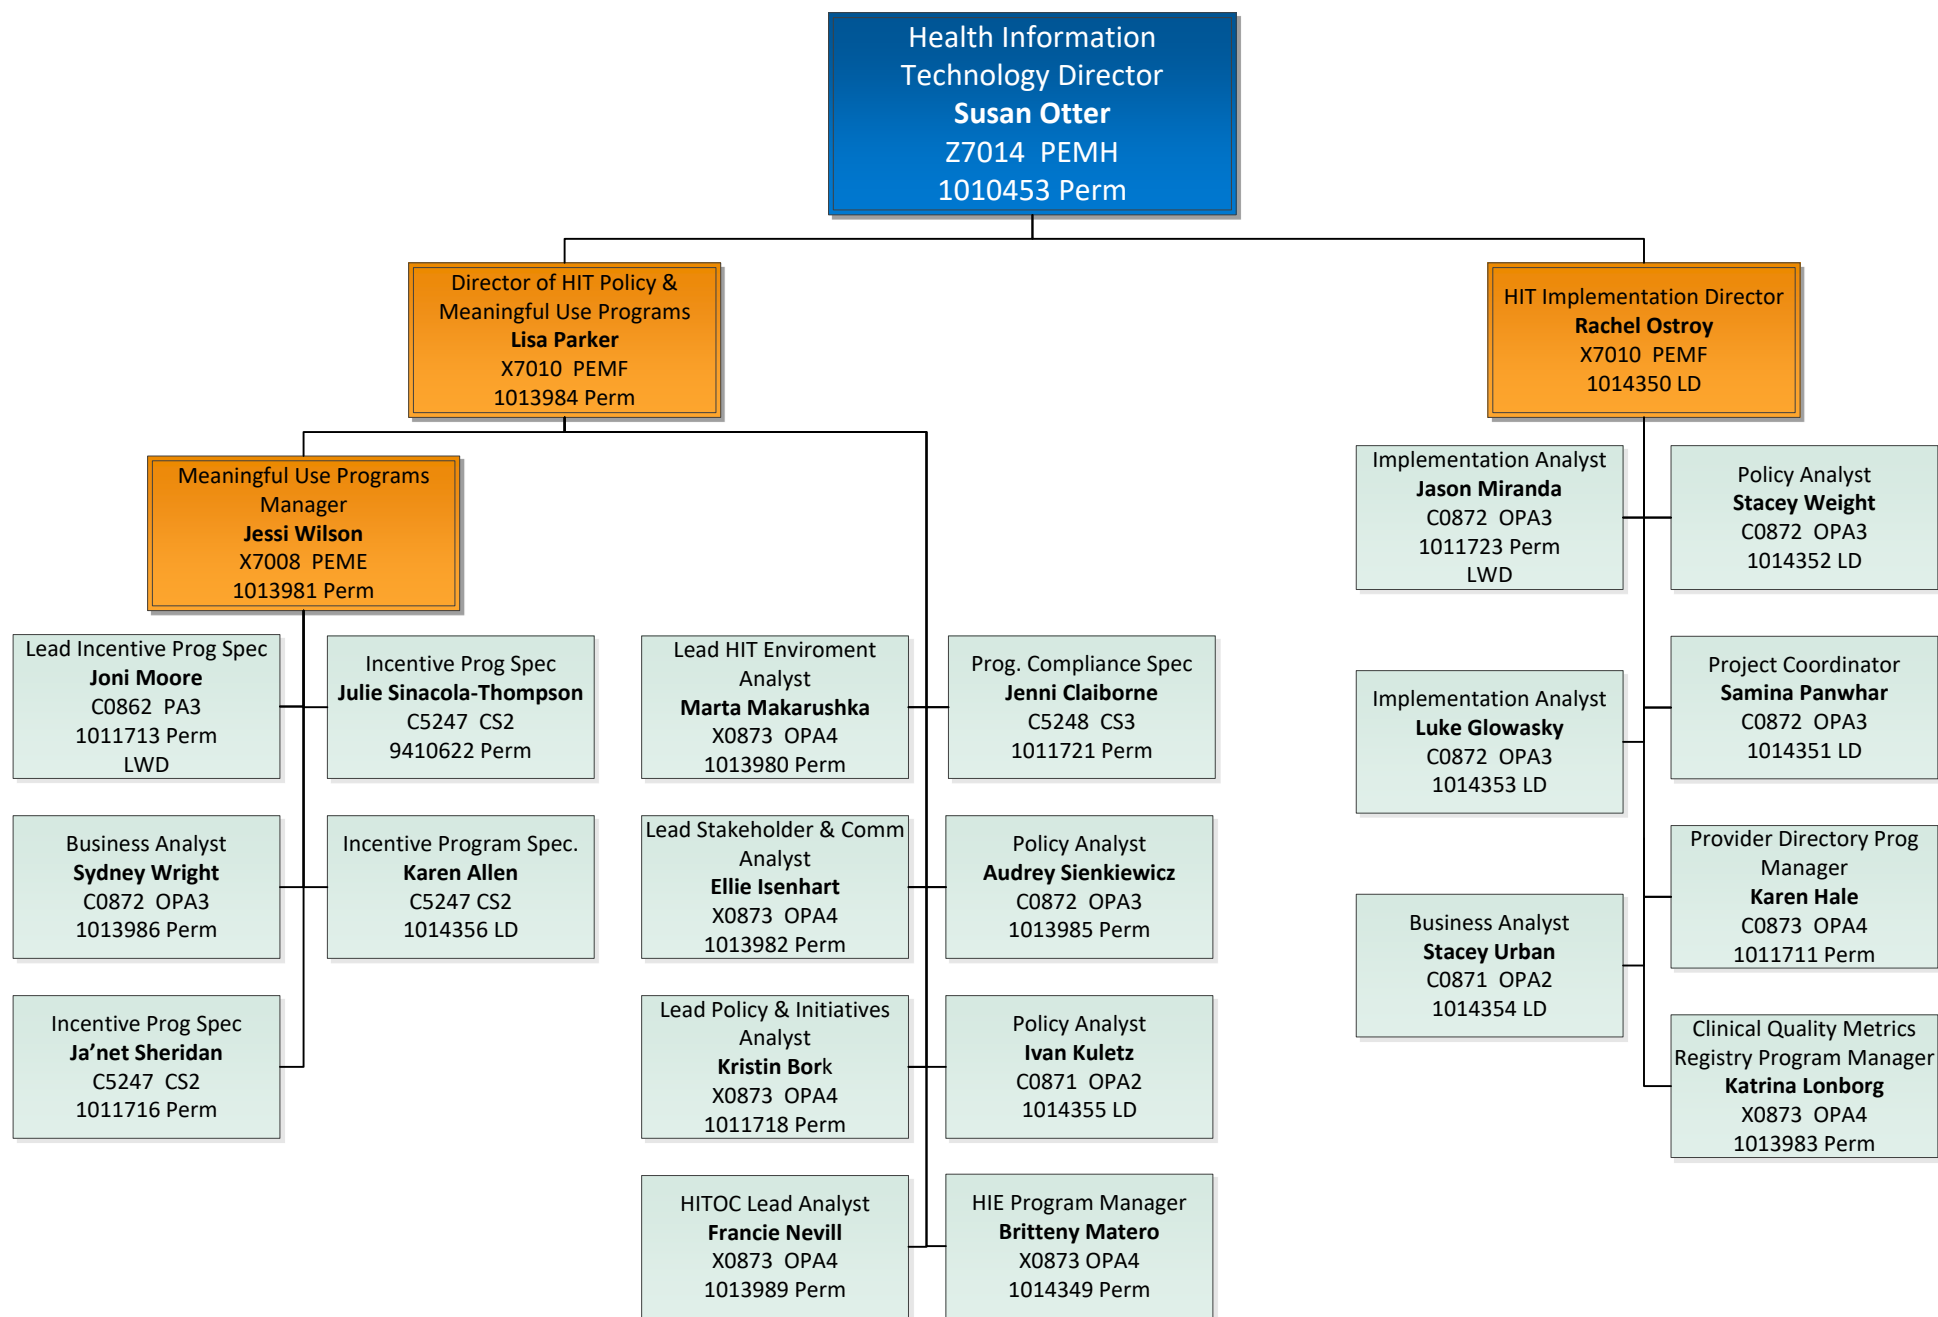 Health Information
Technology Director
Susan Otter
Z7014  PEMH
1010453 Perm
Director of HIT Policy &
Meaningful Use Programs
Lisa Parker
X7010  PEMF
1013984 Perm
HIT Implementation Director
Rachel Ostroy
X7010  PEMF
1014350 LD
Meaningful Use Programs
Manager
Jessi Wilson
X7008  PEME
1013981 Perm
Lead Incentive Prog Spec
Joni Moore
C0862  PA3
1011713 Perm
LWD
Incentive Prog Spec
Julie Sinacola-Thompson
C5247  CS2
9410622 Perm
Business Analyst
Sydney Wright
C0872  OPA3
1013986 Perm
Incentive Program Spec.
Karen Allen
C5247 CS2
1014356 LD
Incentive Prog Spec
Ja’net Sheridan
C5247  CS2
1011716 Perm
Lead HIT Enviroment
Analyst
Marta Makarushka
X0873  OPA4
1013980 Perm
Prog. Compliance Spec
Jenni Claiborne
C5248  CS3
1011721 Perm
Lead Stakeholder & Comm
Analyst
Ellie Isenhart
X0873  OPA4
1013982 Perm
Policy Analyst
Audrey Sienkiewicz
C0872  OPA3
1013985 Perm
Lead Policy & Initiatives
Analyst
Kristin Bork
X0873  OPA4
1011718 Perm
Policy Analyst
Ivan Kuletz
C0871  OPA2
1014355 LD
HITOC Lead Analyst
Francie Nevill
X0873  OPA4
1013989 Perm
HIE Program Manager
Britteny Matero
X0873 OPA4
1014349 Perm
Implementation Analyst
Jason Miranda
C0872  OPA3
1011723 Perm
LWD
Policy Analyst
Stacey Weight
C0872  OPA3
1014352 LD
Implementation Analyst
Luke Glowasky
C0872  OPA3
1014353 LD
Project Coordinator
Samina Panwhar
C0872  OPA3
1014351 LD
Business Analyst
Stacey Urban
C0871  OPA2
1014354 LD
Provider Directory Prog
Manager
Karen Hale
C0873  OPA4
1011711 Perm
Clinical Quality Metrics
Registry Program Manager
Katrina Lonborg
X0873  OPA4
1013983 Perm